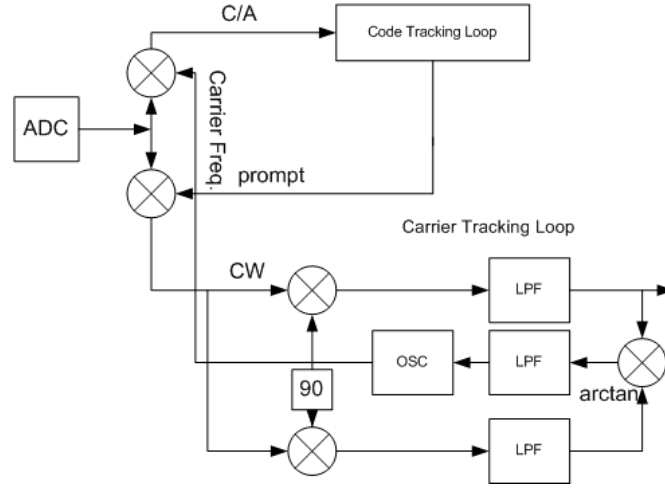 C/A
Code Tracking Loop
ADC
Carrier Freq.
prompt
Carrier Tracking Loop
CW
LPF
OSC
LPF
90
arctan
LPF